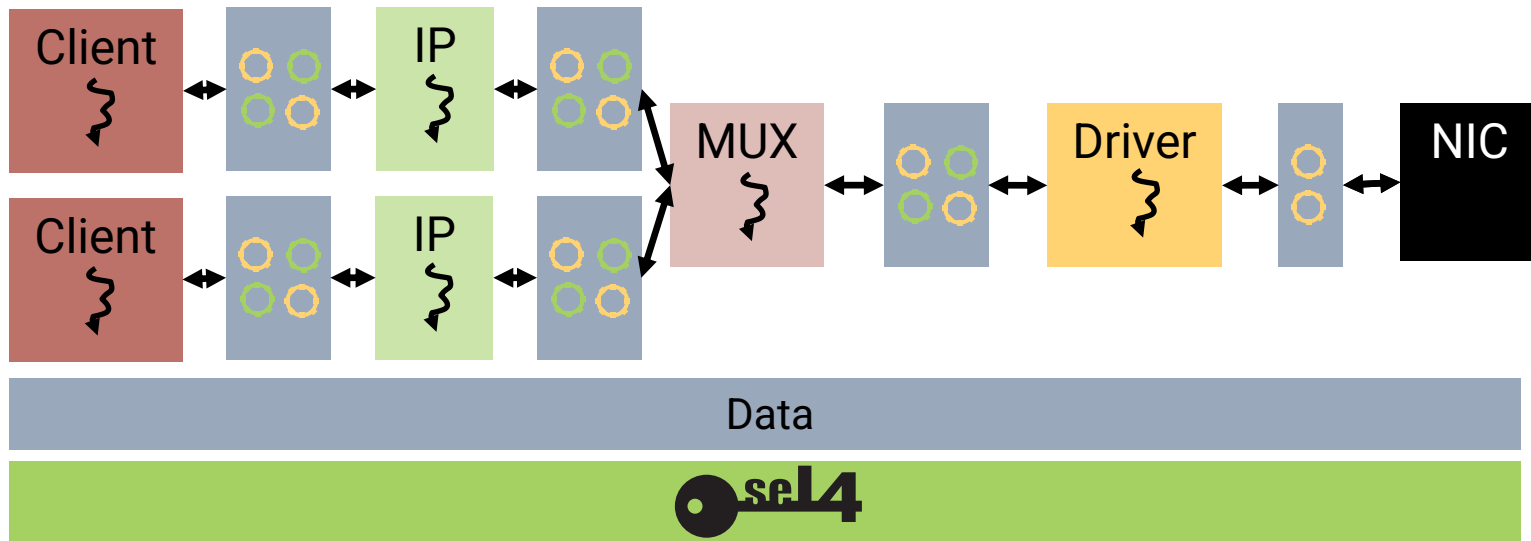 Client
IP
MUX
Driver
NIC
Client
IP
Data
seL4